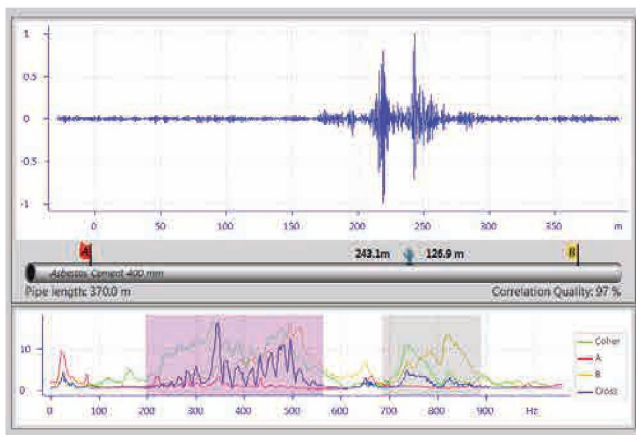 1
0.5
0
-0.5
-1
0 50 100 150 200 250 300 350 m
A 243.1m 126.9 m B
Asbestos Cement 400 mm
Pipe length: 370.0 m Correlation Quality: 97 %
10
0
0 100 200 300 400 500 600 700 800 900 Hz
Coher
A
B
Cross